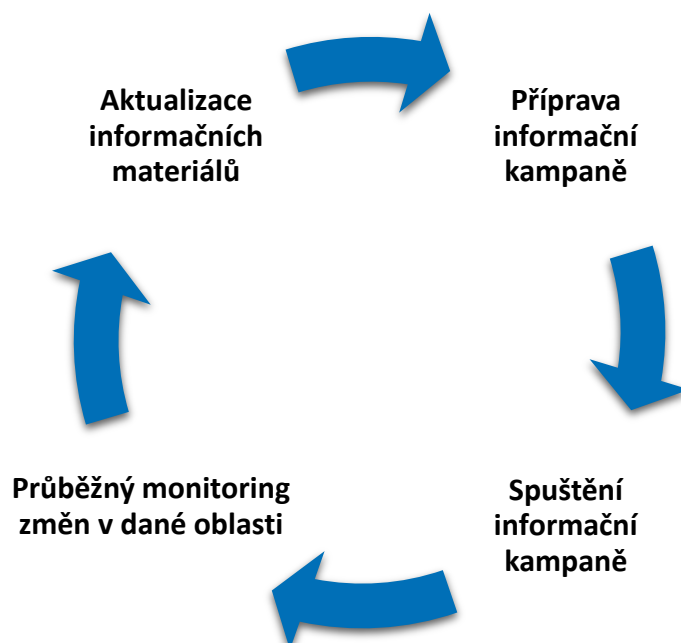 Aktualizace
informačních
materiálů
Příprava
informační
kampaně
Průběžný monitoring
změn v dané oblasti
Spuštění
informační
kampaně